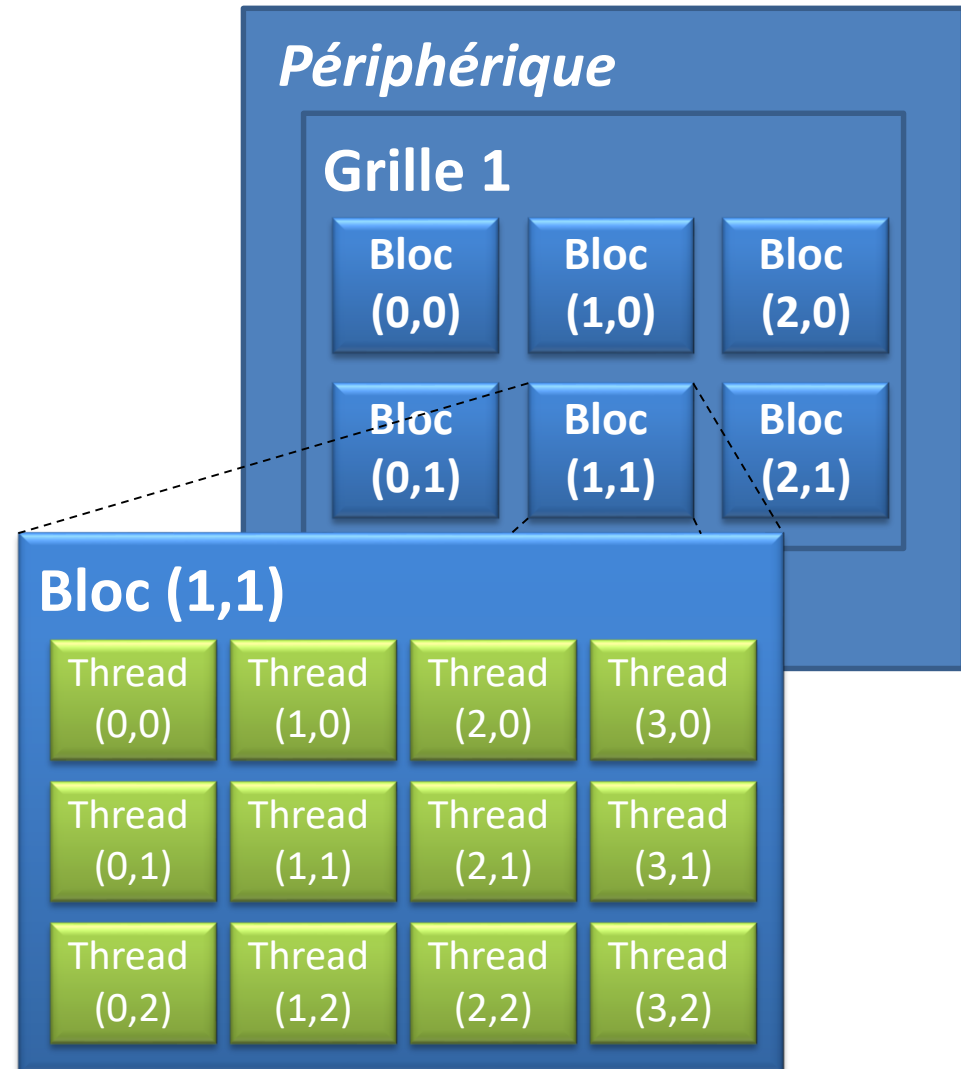 Périphérique
Grille 1
Bloc
(0,0)
Bloc
(1,0)
Bloc
(2,0)
Bloc
(0,1)
Bloc
(1,1)
Bloc
(2,1)
Bloc (1,1)
Thread
(0,0)
Thread
(1,0)
Thread
(2,0)
Thread
(3,0)
Thread
(0,1)
Thread
(1,1)
Thread
(2,1)
Thread
(3,1)
Thread
(0,2)
Thread
(1,2)
Thread
(2,2)
Thread
(3,2)